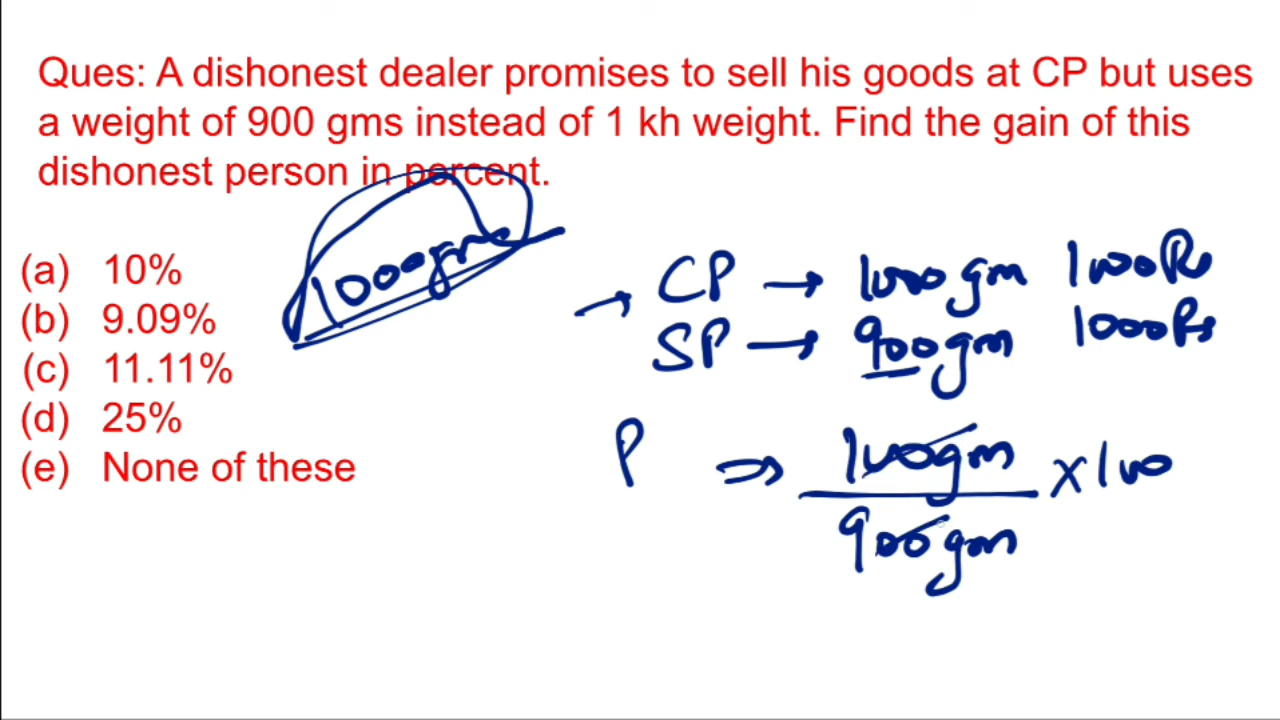 Ques: A dishonest dealer promises to sell his goods at CP but uses
a weight of 900 gms instead of 1 kh weight. Find the gain of this
dishonest person in percent.
(a) 10%
(b) 9.09%
(c) 11.11%
(d) 25%
(e) None of these
1000gm
CP → 1000gm 1000Rs
SP → 900gm 1000Rs
P ⇒ 100gm × 100
900gm